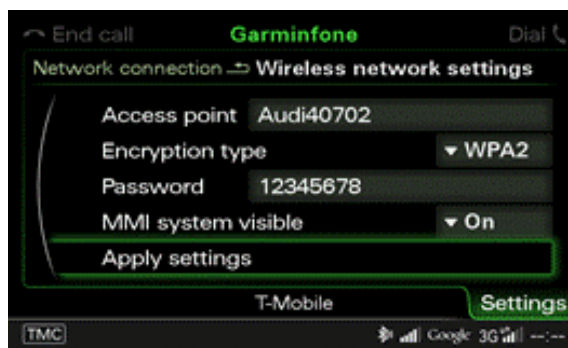 End call Garminfone Dial
Network connection Wireless network settings
Access point Audi40702
Encryption type WPA2
Password 12345678
MMI system visible On
Apply settings
T-Mobile Settings
TMC Google 3G --:--